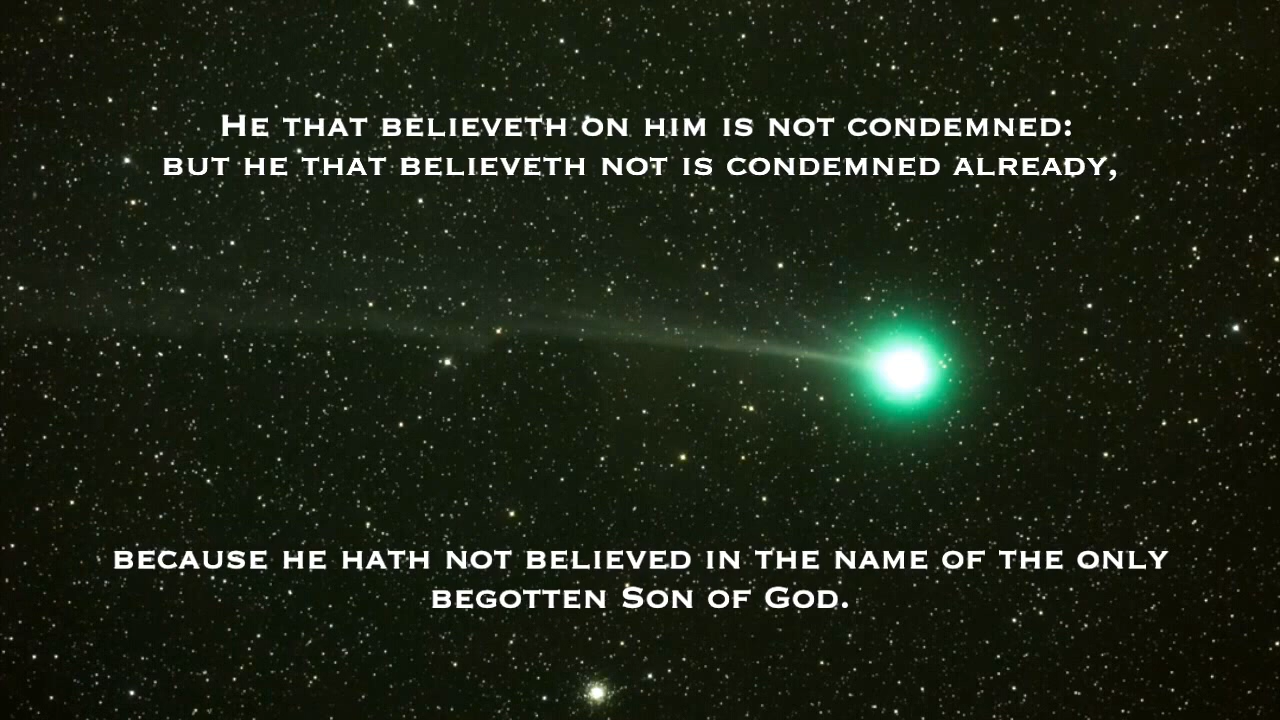 He that believeth on him is not condemned:
but he that believeth not is condemned already,
because he hath not believed in the name of the only
begotten Son of God.